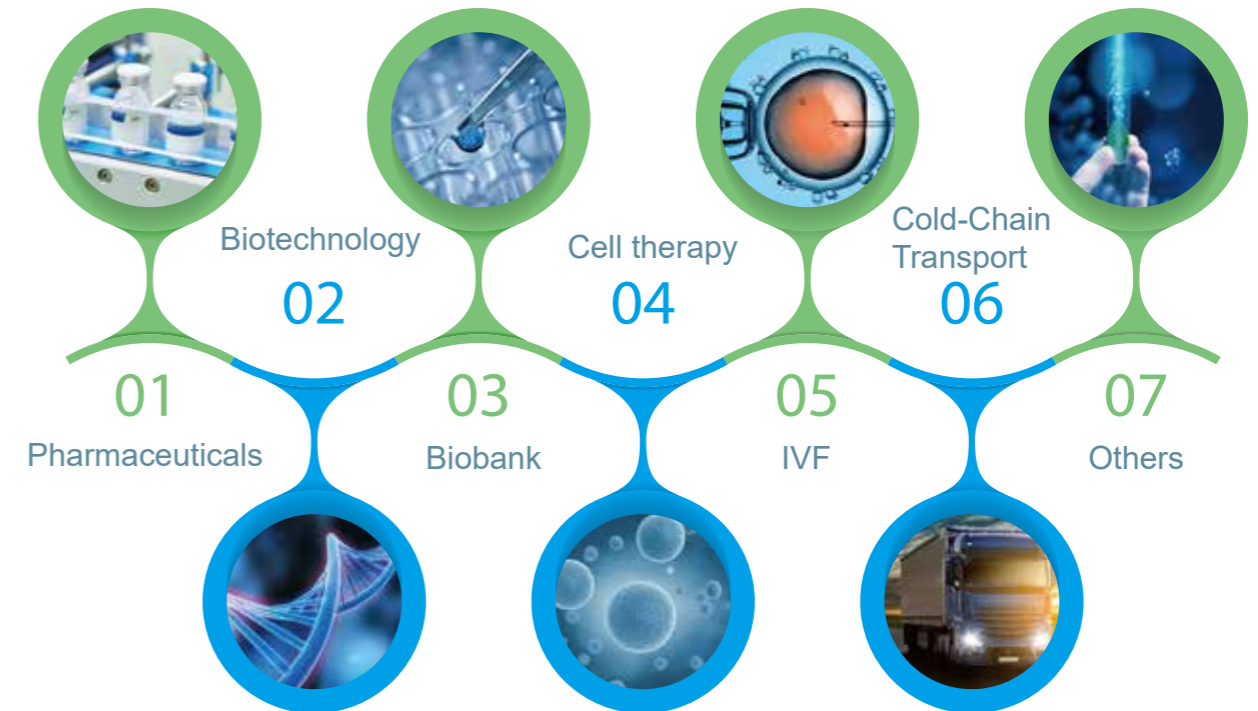 01
Pharmaceuticals
Biotechnology
02
03
Biobank
Cell therapy
04
05
IVF
Cold-Chain
Transport
06
07
Others